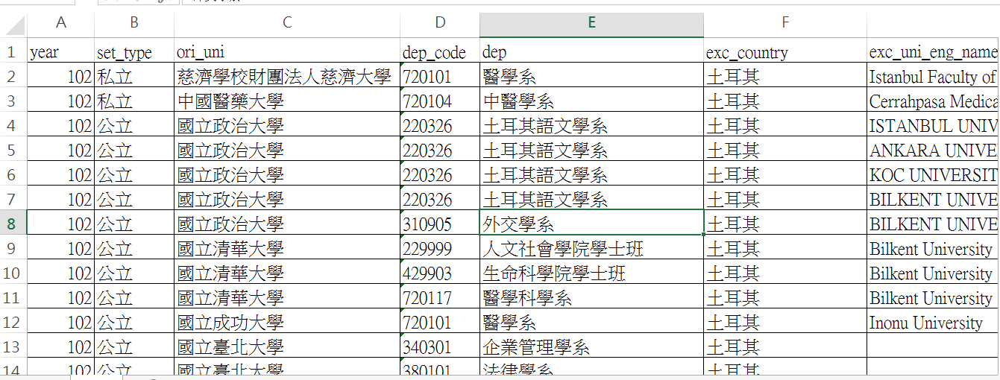 A B C D E F
1 year set_type ori_uni dep_code dep exc_country exc_uni_eng_name
2 102 私立 慈濟學校財團法人慈濟大學 720101 醫學系 土耳其 Istanbul Faculty of
3 102 私立 中國醫藥大學 720104 中醫學系 土耳其 Cerrahpasa Medica
4 102 公立 國立政治大學 220326 土耳其語文學系 土耳其 ISTANBUL UNIV
5 102 公立 國立政治大學 220326 土耳其語文學系 土耳其 ANKARA UNIVE
6 102 公立 國立政治大學 220326 土耳其語文學系 土耳其 KOC UNIVERSIT
7 102 公立 國立政治大學 220326 土耳其語文學系 土耳其 BILKENT UNIVE
8 102 公立 國立政治大學 310905 外交學系 土耳其 BILKENT UNIVE
9 102 公立 國立清華大學 229999 人文社會學院學士班 土耳其 Bilkent University
10 102 公立 國立清華大學 429903 生命科學院學士班 土耳其 Bilkent University
11 102 公立 國立清華大學 720117 醫學科學系 土耳其 Bilkent University
12 102 公立 國立成功大學 720101 醫學系 土耳其 Inonu University
13 102 公立 國立臺北大學 340301 企業管理學系 土耳其
14 102 公立 國立臺北大學 380101 法律學系 土耳其